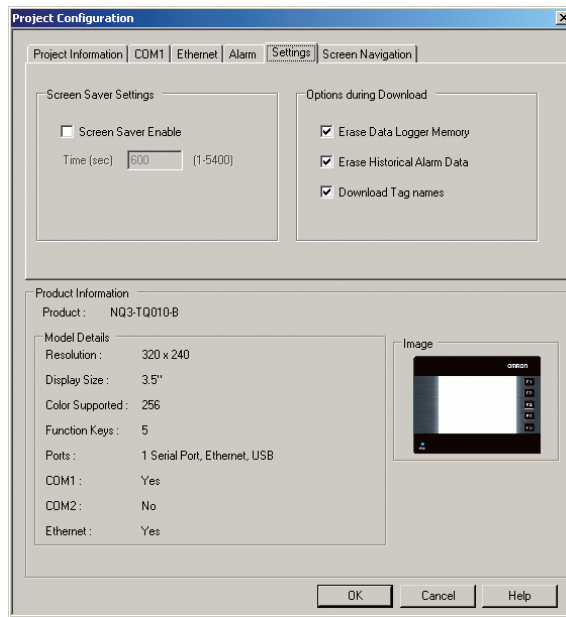 Project Configuration
Project Information COM1 Ethernet Alarm Settings Screen Navigation
Screen Saver Settings
Screen Saver Enable
Time (sec) 600 (1-5400)
Options during Download
Erase Data Logger Memory
Erase Historical Alarm Data
Download Tag names
Product Information
Product : NQ3-TQ010-B
Model Details
Resolution : 320 x 240
Display Size : 3.5"
Color Supported : 256
Function Keys : 5
Ports : 1 Serial Port, Ethernet, USB
COM1 : Yes
COM2 : No
Ethernet : Yes
Image
OMRON
OK Cancel Help